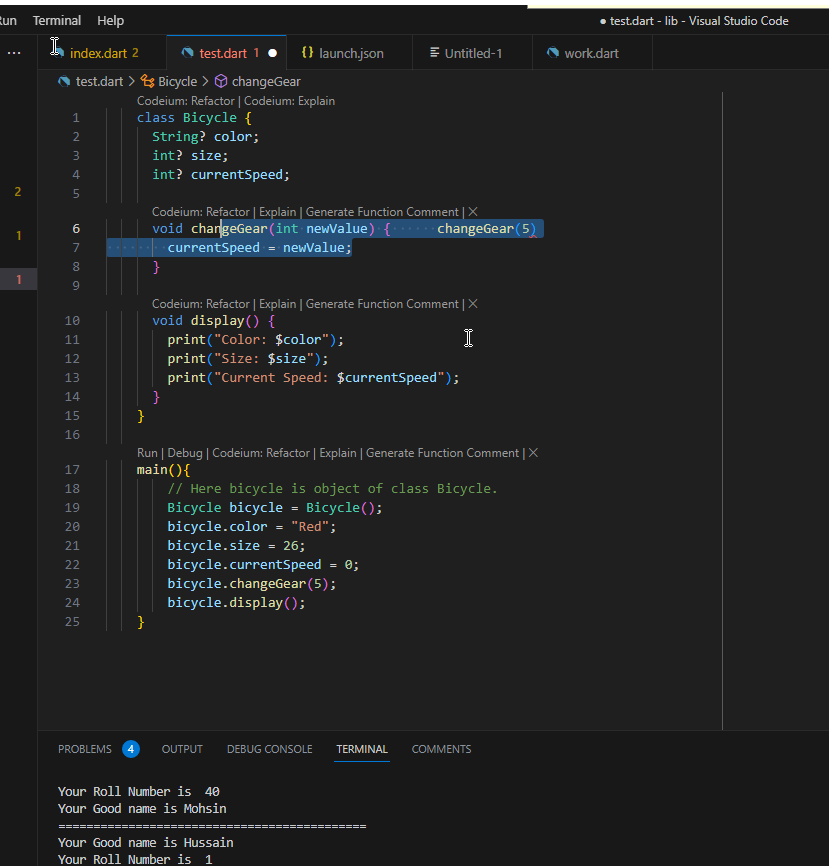 Run Terminal Help ● test.dart - lib - Visual Studio Code
... index.dart 2 test.dart 1 ● {} launch.json Untitled-1 work.dart
test.dart > Bicycle > changeGear
Codeium: Refactor | Codeium: Explain
1 class Bicycle {
2 String? color;
3 int? size;
4 int? currentSpeed;
5
Codeium: Refactor | Explain | Generate Function Comment | X
6 void changeGear(int newValue) { changeGear(5)
7 currentSpeed = newValue;
8 }
9
Codeium: Refactor | Explain | Generate Function Comment | X
10 void display() {
11 print("Color: $color");
12 print("Size: $size");
13 print("Current Speed: $currentSpeed");
14 }
15 }
16
Run | Debug | Codeium: Refactor | Explain | Generate Function Comment | X
17 main(){
18 // Here bicycle is object of class Bicycle.
19 Bicycle bicycle = Bicycle();
20 bicycle.color = "Red";
21 bicycle.size = 26;
22 bicycle.currentSpeed = 0;
23 bicycle.changeGear(5);
24 bicycle.display();
25 }
2
1
1
PROBLEMS 4 OUTPUT DEBUG CONSOLE TERMINAL COMMENTS
Your Roll Number is  40
Your Good name is Mohsin
============================================
Your Good name is Hussain
Your Roll Number is  1